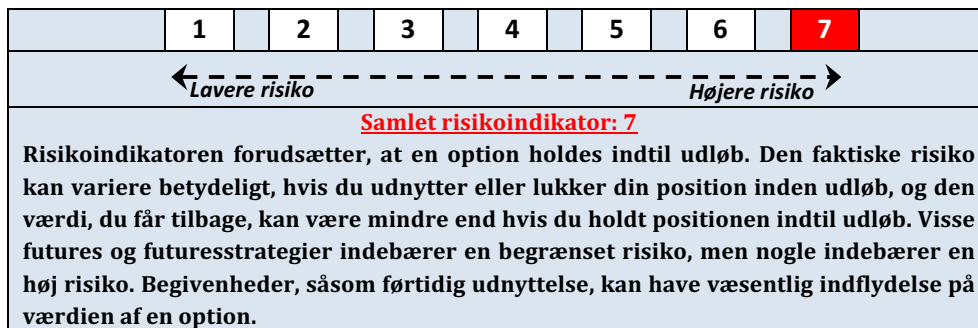 1 2 3 4 5 6 7
Lavere risiko Højere risiko
Samlet risikoindikator: 7
Risikoindikatoren forudsætter, at en option holdes indtil udløb. Den faktiske risiko
kan variere betydeligt, hvis du udnytter eller lukker din position inden udløb, og den
værdi, du får tilbage, kan være mindre end hvis du holdt positionen indtil udløb. Visse
futures og futuresstrategier indebærer en begrænset risiko, men nogle indebærer en
høj risiko. Begivenheder, såsom førtidig udnyttelse, kan have væsentlig indflydelse på
værdien af en option.